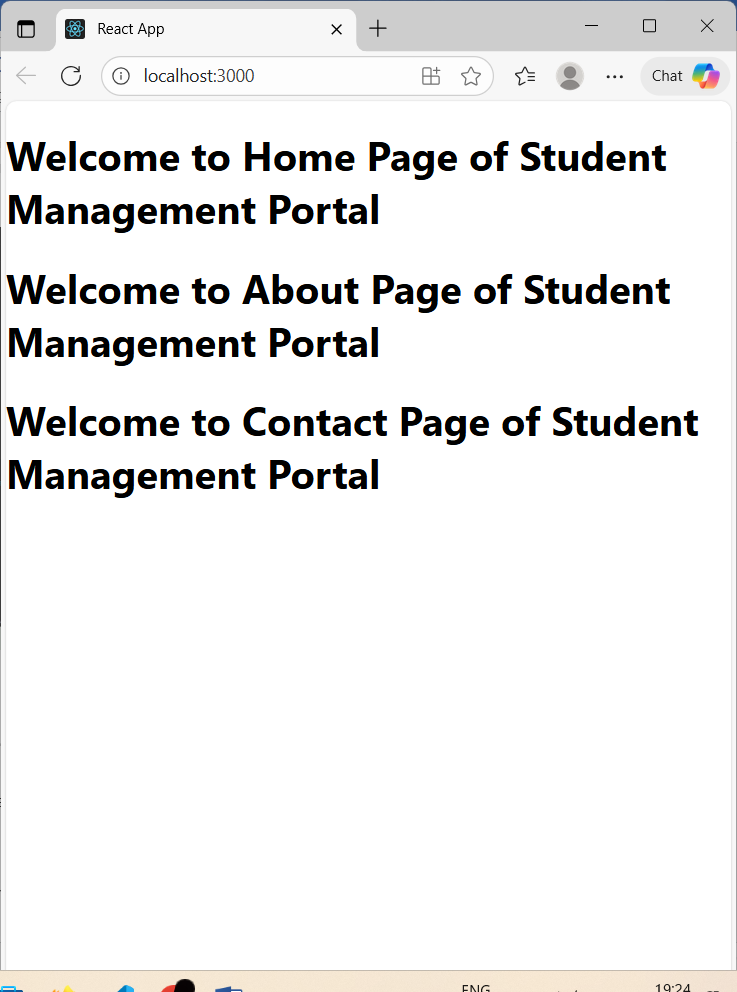 React App
localhost:3000
Chat
Welcome to Home Page of Student
Management Portal
Welcome to About Page of Student
Management Portal
Welcome to Contact Page of Student
Management Portal
ENG
19:24